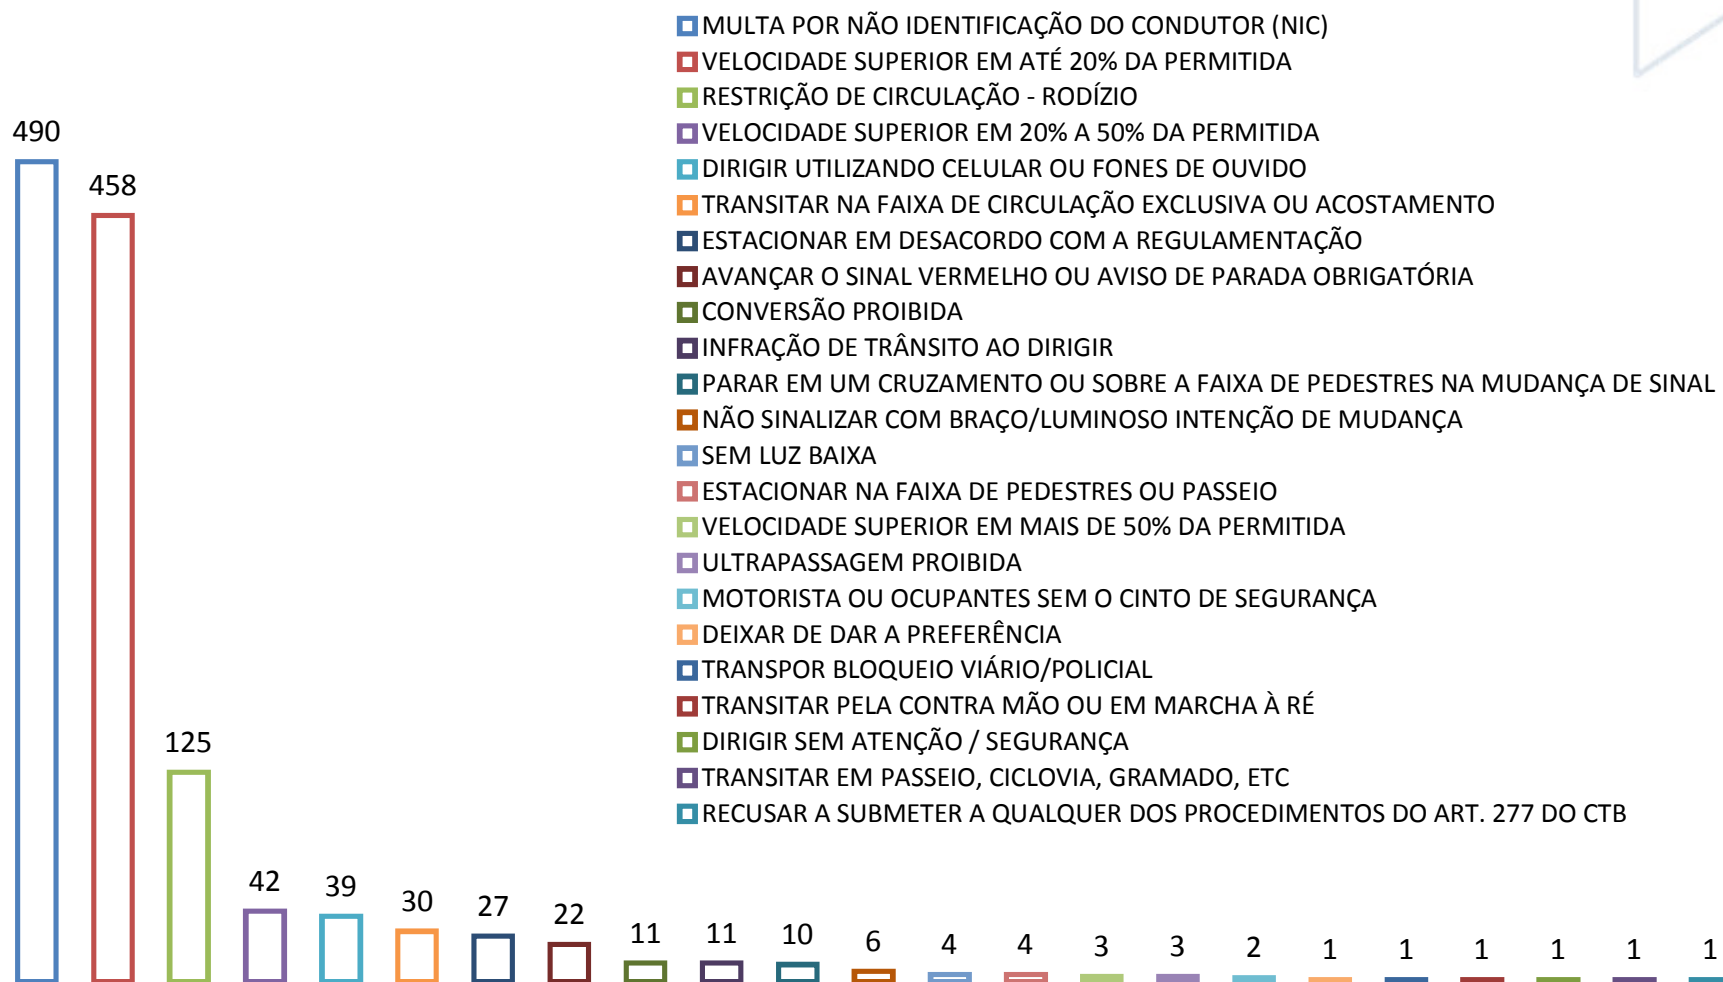 MULTA POR NÃO IDENTIFICAÇÃO DO CONDUTOR (NIC)
VELOCIDADE SUPERIOR EM ATÉ 20% DA PERMITIDA
RESTRIÇÃO DE CIRCULAÇÃO - RODÍZIO
VELOCIDADE SUPERIOR EM 20% A 50% DA PERMITIDA
DIRIGIR UTILIZANDO CELULAR OU FONES DE OUVIDO
TRANSITAR NA FAIXA DE CIRCULAÇÃO EXCLUSIVA OU ACOSTAMENTO
ESTACIONAR EM DESACORDO COM A REGULAMENTAÇÃO
AVANÇAR O SINAL VERMELHO OU AVISO DE PARADA OBRIGATÓRIA
CONVERSÃO PROIBIDA
INFRAÇÃO DE TRÂNSITO AO DIRIGIR
PARAR EM UM CRUZAMENTO OU SOBRE A FAIXA DE PEDESTRES NA MUDANÇA DE SINAL
NÃO SINALIZAR COM BRAÇO/LUMINOSO INTENÇÃO DE MUDANÇA
SEM LUZ BAIXA
ESTACIONAR NA FAIXA DE PEDESTRES OU PASSEIO
VELOCIDADE SUPERIOR EM MAIS DE 50% DA PERMITIDA
ULTRAPASSAGEM PROIBIDA
MOTORISTA OU OCUPANTES SEM O CINTO DE SEGURANÇA
DEIXAR DE DAR A PREFERÊNCIA
TRANSPOR BLOQUEIO VIÁRIO/POLICIAL
TRANSITAR PELA CONTRA MÃO OU EM MARCHA À RÉ
DIRIGIR SEM ATENÇÃO / SEGURANÇA
TRANSITAR EM PASSEIO, CICLOVIA, GRAMADO, ETC
RECUSAR A SUBMETER A QUALQUER DOS PROCEDIMENTOS DO ART. 277 DO CTB
490
458
125
42
39
30
27
22
11
11
10
6
4
4
3
3
2
1
1
1
1
1
1